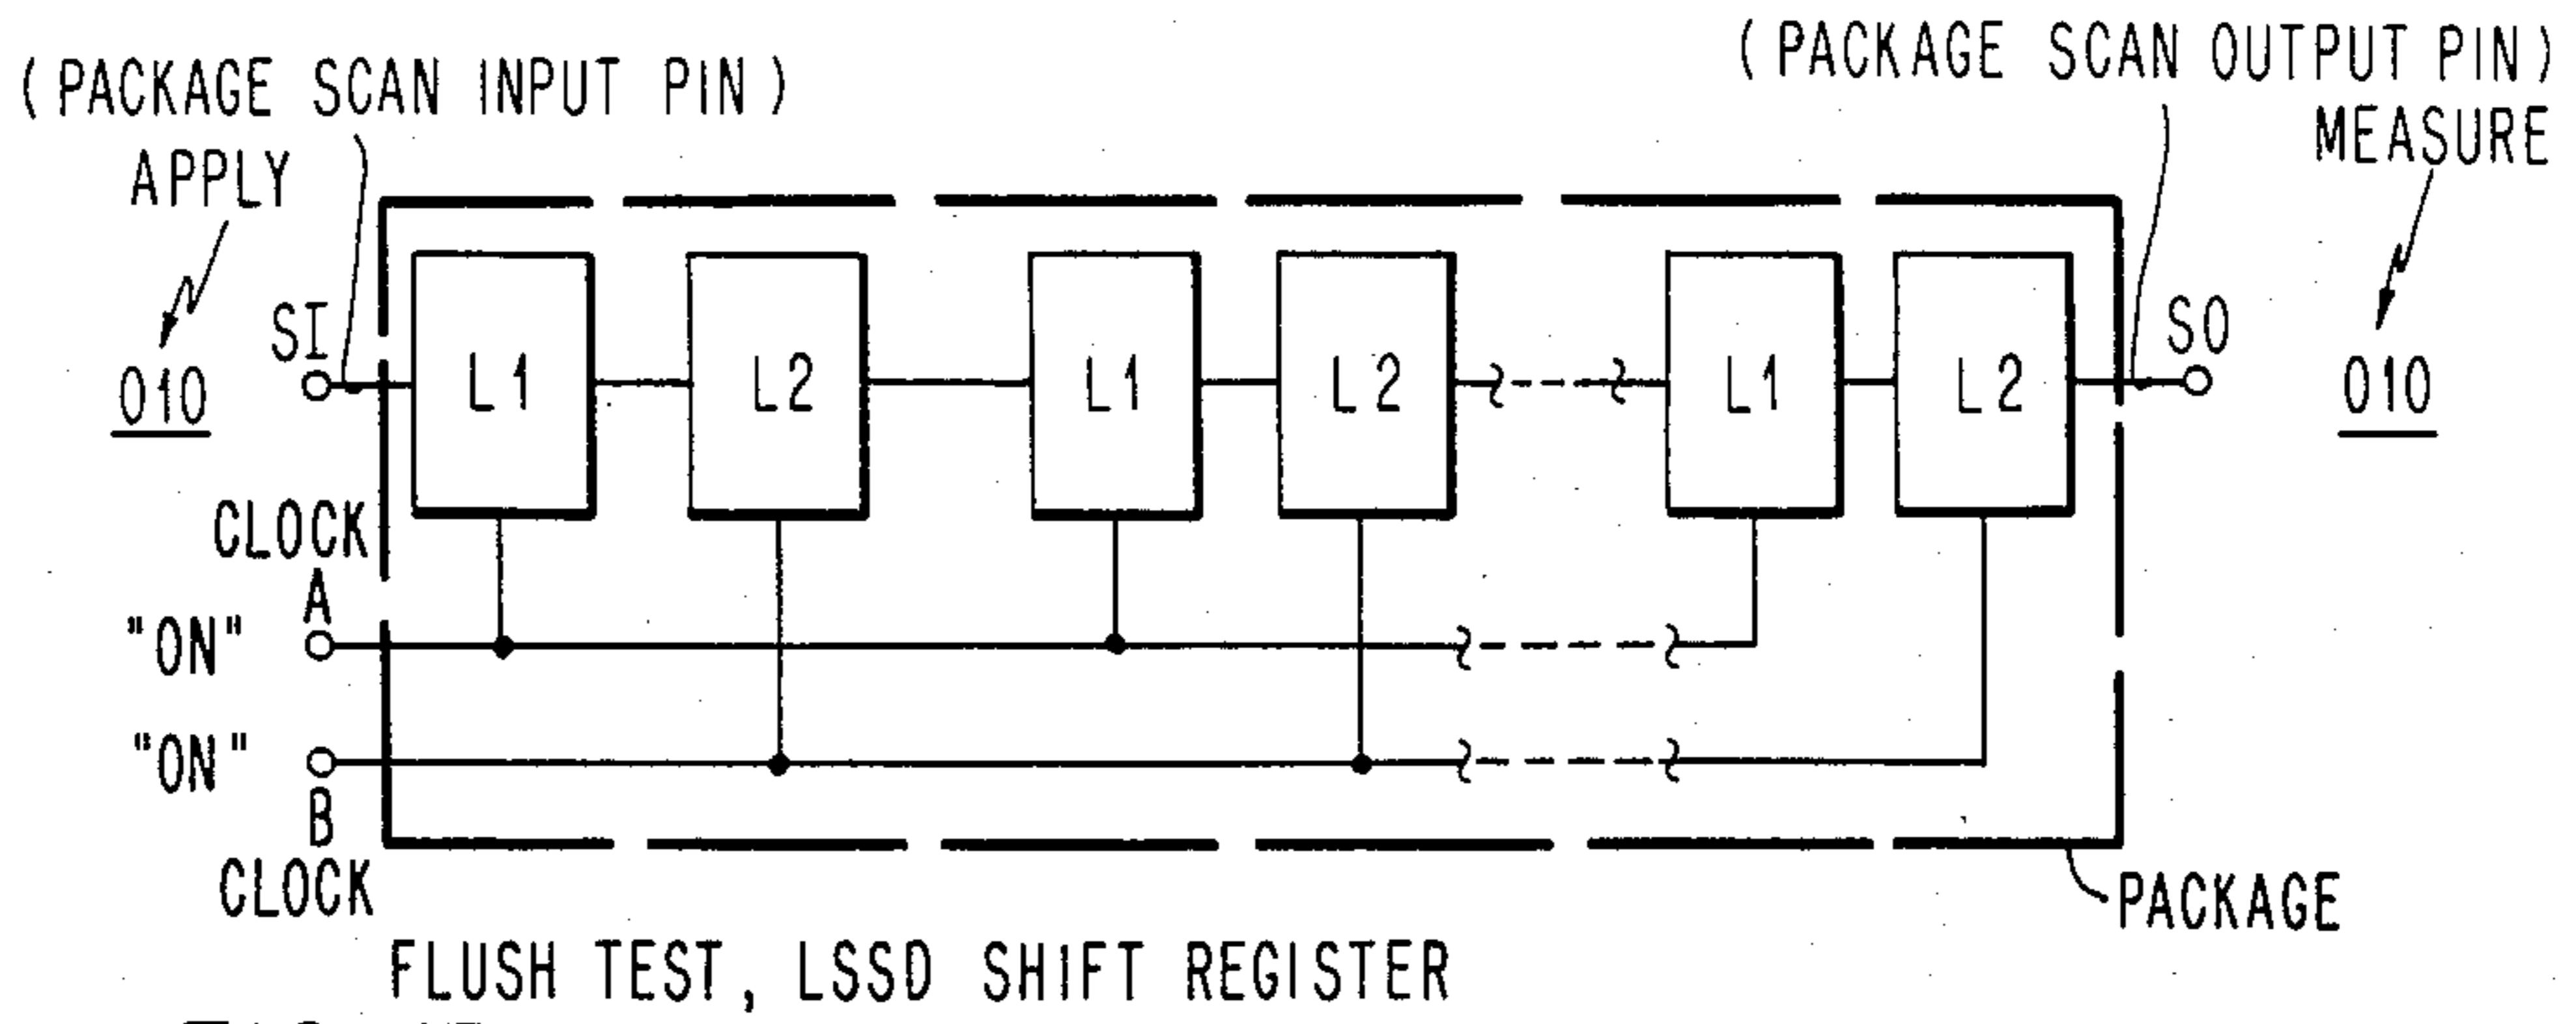 (PACKAGE SCAN INPUT PIN)
(PACKAGE SCAN OUTPUT PIN)
APPLY
MEASURE
SI
SO
010
010
L1
L2
L1
L2
L1
L2
CLOCK
A
"ON"
"ON"
B
CLOCK
PACKAGE
FLUSH TEST, LSSD SHIFT REGISTER